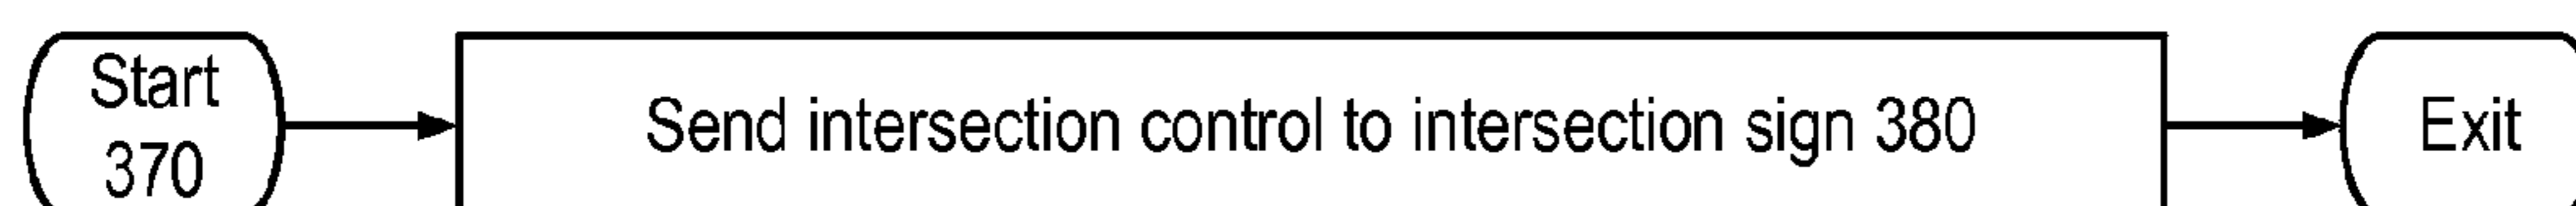 Start
370
Send intersection control to intersection sign 380
Exit